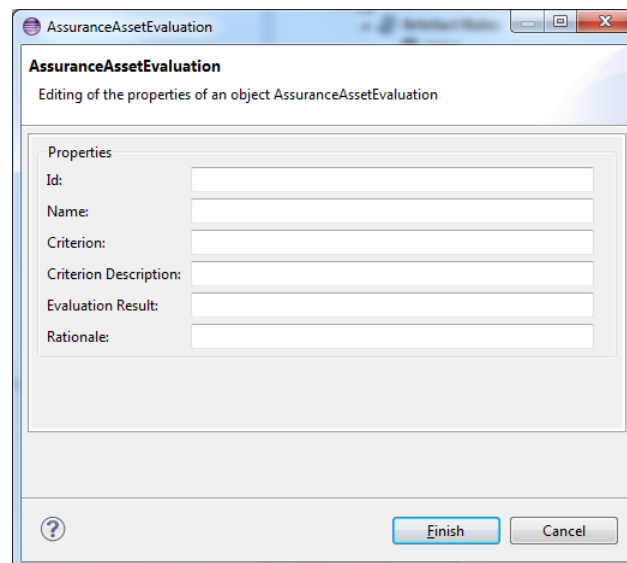 AssuranceAssetEvaluation
AssuranceAssetEvaluation
Editing of the properties of an object AssuranceAssetEvaluation
Properties
Id:
Name:
Criterion:
Criterion Description:
Evaluation Result:
Rationale:
?
Finish
Cancel